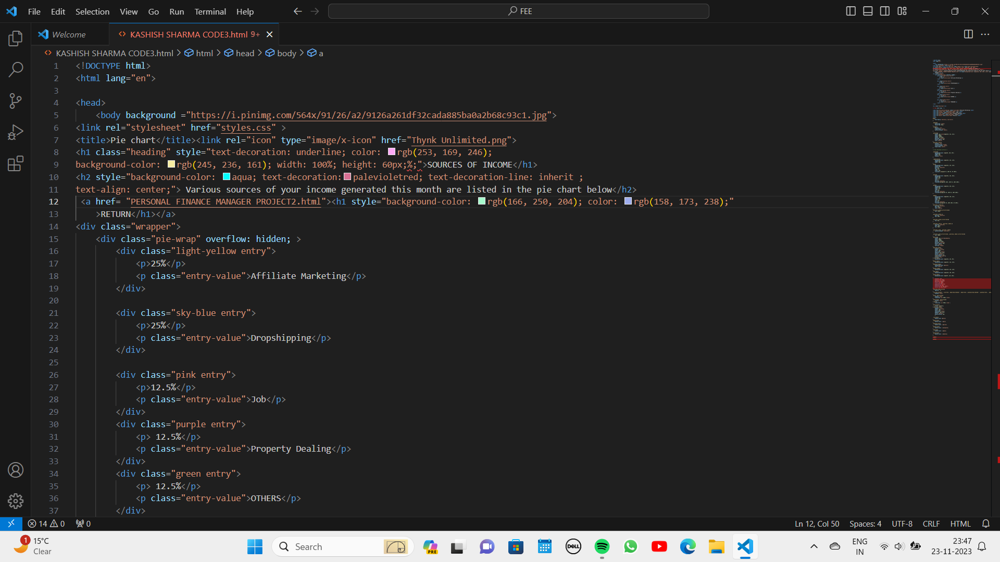 File Edit Selection View Go Run Terminal Help FEE
Welcome KASHISH SHARMA CODE3.html 9+
KASHISH SHARMA CODE3.html > html > head > body > a
1 <!DOCTYPE html>
2 <html lang="en">
3
4 <head>
5 <body background ="https://i.pinimg.com/564x/91/26/a2/9126a261df32cada885ba0a2b68c93c1.jpg">
6 <link rel="stylesheet" href="styles.css" >
7 <title>Pie chart</title><link rel="icon" type="image/x-icon" href="Thynk Unlimited.png">
8 <h1 class="heading" style="text-decoration: underline; color: rgb(253, 169, 246);
9 background-color: rgb(245, 236, 161); width: 100%; height: 60px;%;">SOURCES OF INCOME</h1>
10 <h2 style="background-color: aqua; text-decoration: palevioletred; text-decoration-line: inherit ;
11 text-align: center;"> Various sources of your income generated this month are listed in the pie chart below</h2>
12 <a href= "PERSONAL FINANCE MANAGER PROJECT2.html"><h1 style="background-color: rgb(166, 250, 204); color: rgb(158, 173, 238);"
13 >RETURN</h1></a>
14 <div class="wrapper">
15 <div class="pie-wrap" overflow: hidden; >
16 <div class="light-yellow entry">
17 <p>25%</p>
18 <p class="entry-value">Affiliate Marketing</p>
19 </div>
20
21 <div class="sky-blue entry">
22 <p>25%</p>
23 <p class="entry-value">Dropshipping</p>
24 </div>
25
26 <div class="pink entry">
27 <p>12.5%</p>
28 <p class="entry-value">Job</p>
29 </div>
30 <div class="purple entry">
31 <p> 12.5%</p>
32 <p class="entry-value">Property Dealing</p>
33 </div>
34 <div class="green entry">
35 <p> 12.5%</p>
36 <p class="entry-value">OTHERS</p>
37 </div>
14 0 0 Ln 12, Col 50 Spaces: 4 UTF-8 CRLF HTML
1 15°C
Clear
Search
PRE
DELL
ENG
IN
23:47
23-11-2023